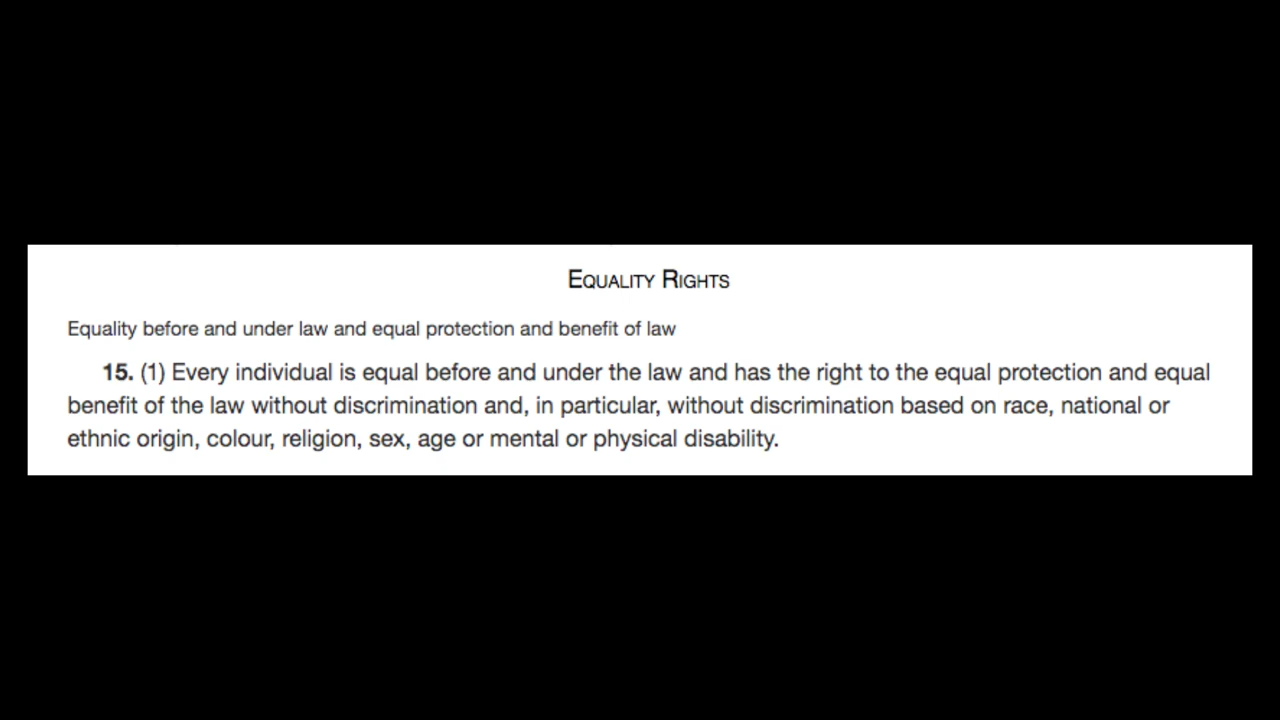 Equality Rights
Equality before and under law and equal protection and benefit of law
15. (1) Every individual is equal before and under the law and has the right to the equal protection and equal
benefit of the law without discrimination and, in particular, without discrimination based on race, national or
ethnic origin, colour, religion, sex, age or mental or physical disability.